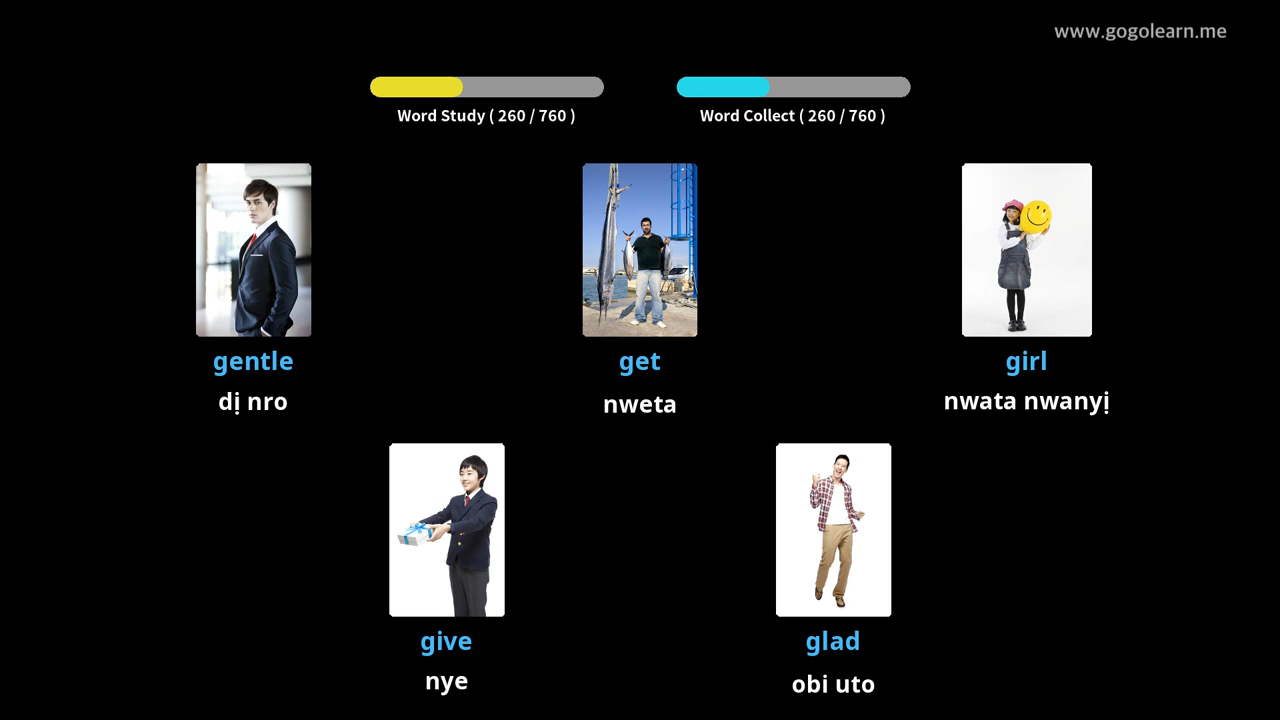 www.gogolearn.me
Word Study ( 260 / 760 )
Word Collect ( 260 / 760 )
gentle
dị nro
get
nweta
girl
nwata nwanyị
give
nye
glad
obi uto